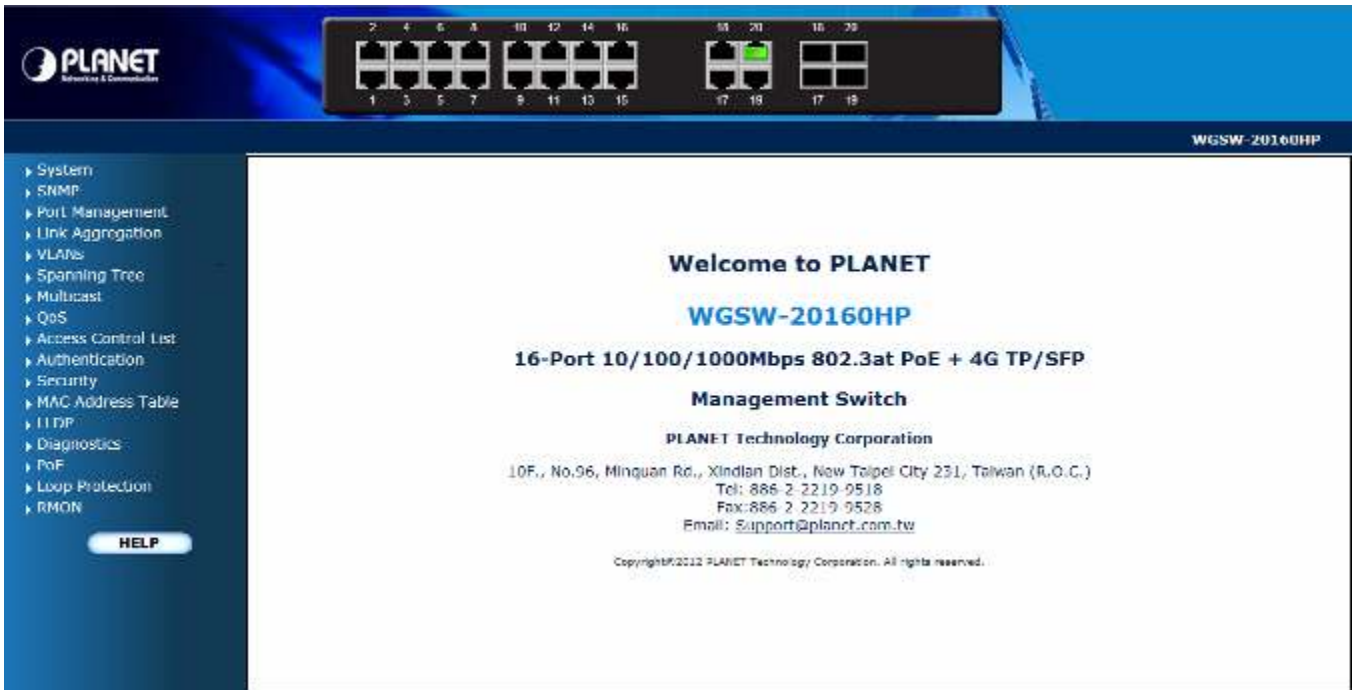 PLANET
Networking & Communication
2 4 6 8 10 12 14 16 18 20 18 20
1 3 5 7 9 11 13 15 17 19 17 19
WGSW-20160HP
System
SNMP
Port Management
Link Aggregation
VLANs
Spanning Tree
Multicast
QoS
Access Control List
Authentication
Security
MAC Address Table
LLDP
Diagnostics
PoE
Loop Protection
RMON
HELP
Welcome to PLANET
WGSW-20160HP
16-Port 10/100/1000Mbps 802.3at PoE + 4G TP/SFP
Management Switch
PLANET Technology Corporation
10F., No.96, Minquan Rd., Xindian Dist., New Taipei City 231, Taiwan (R.O.C.)
Tel: 886-2-2219-9518
Fax:886-2-2219-9528
Email: Support@planet.com.tw
Copyright©2012 PLANET Technology Corporation. All rights reserved.